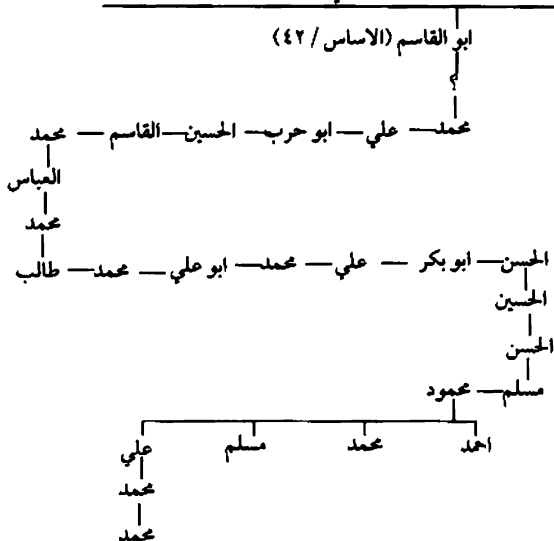 ابو القاسم (الاساس / ٤٢)
؟
محمد — علي — ابو حرب — الحسين — القاسم — محمد
العباس
محمد
الحسن — ابو بكر — علي — محمد — ابو علي — محمد — طالب
الحسين
الحسن
مسلم — محمود
احمد محمد مسلم علي
محمد
محمد